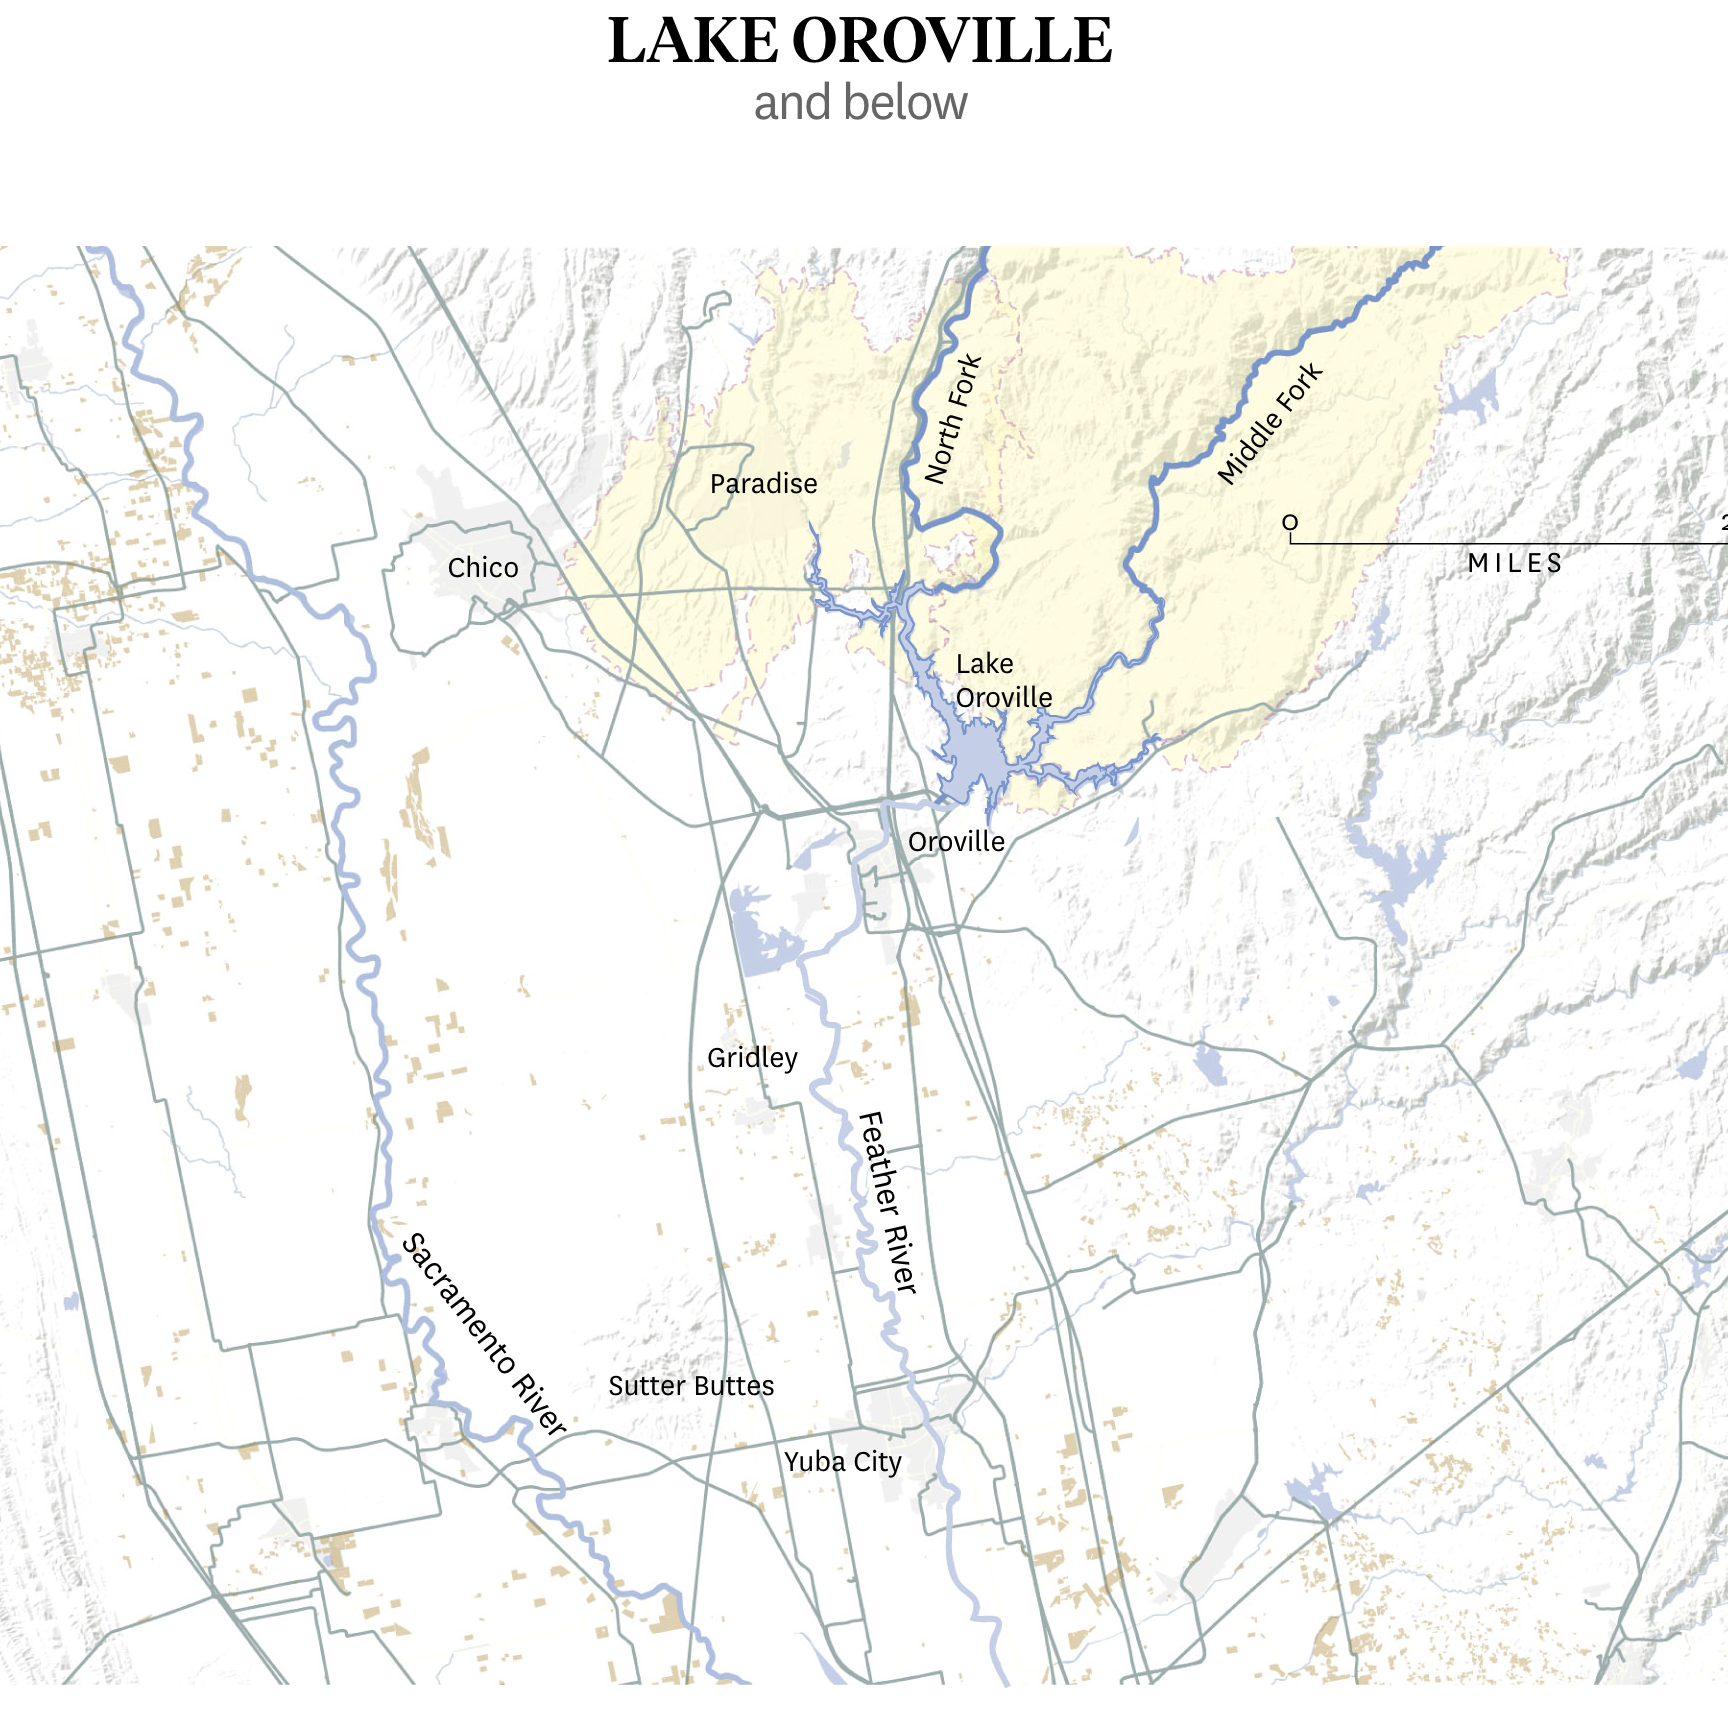 LAKE OROVILLE
and below
North Fork
Middle Fork
Paradise
0
2
MILES
Chico
Lake
Oroville
Oroville
Gridley
Feather River
Sacramento River
Sutter Buttes
Yuba City